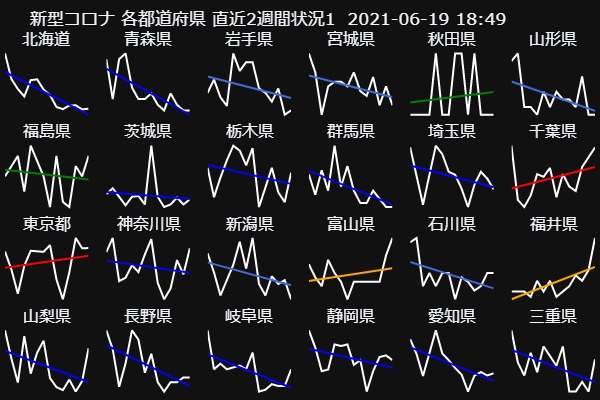 新型コロナ 各都道府県 直近2週間状況1 2021-06-19 18:49
北海道 青森県 岩手県 宮城県 秋田県 山形県
福島県 茨城県 栃木県 群馬県 埼玉県 千葉県
東京都 神奈川県 新潟県 富山県 石川県 福井県
山梨県 長野県 岐阜県 静岡県 愛知県 三重県